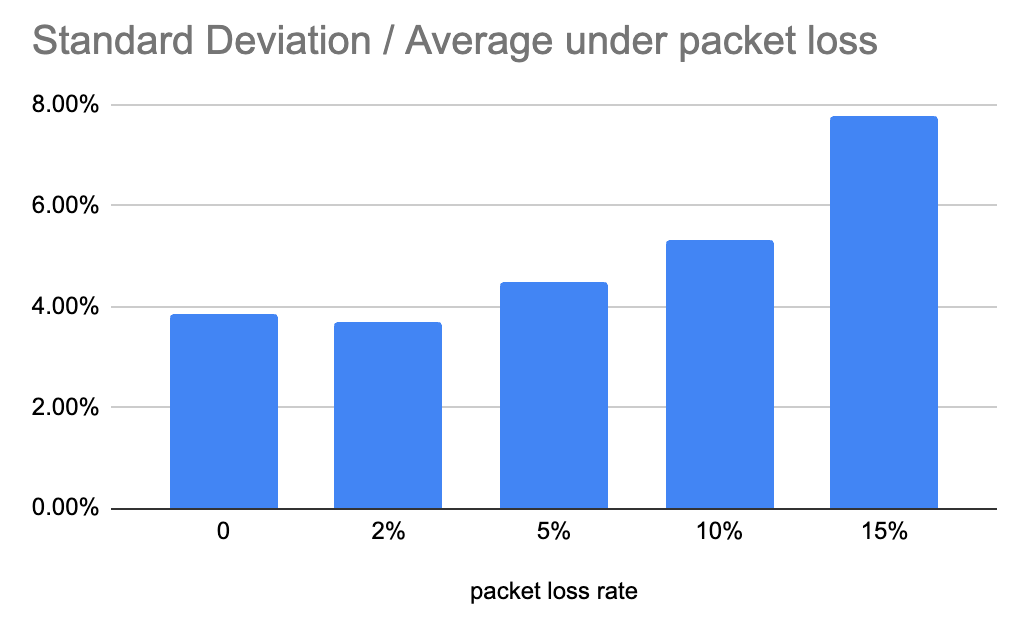 Standard Deviation / Average under packet loss
8.00%
6.00%
4.00%
2.00%
0.00%
0 2% 5% 10% 15%
packet loss rate